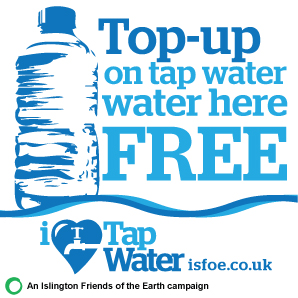 Top-up
on tap water
water here
FREE
i Tap
Water isfoe.co.uk
An Islington Friends of the Earth campaign